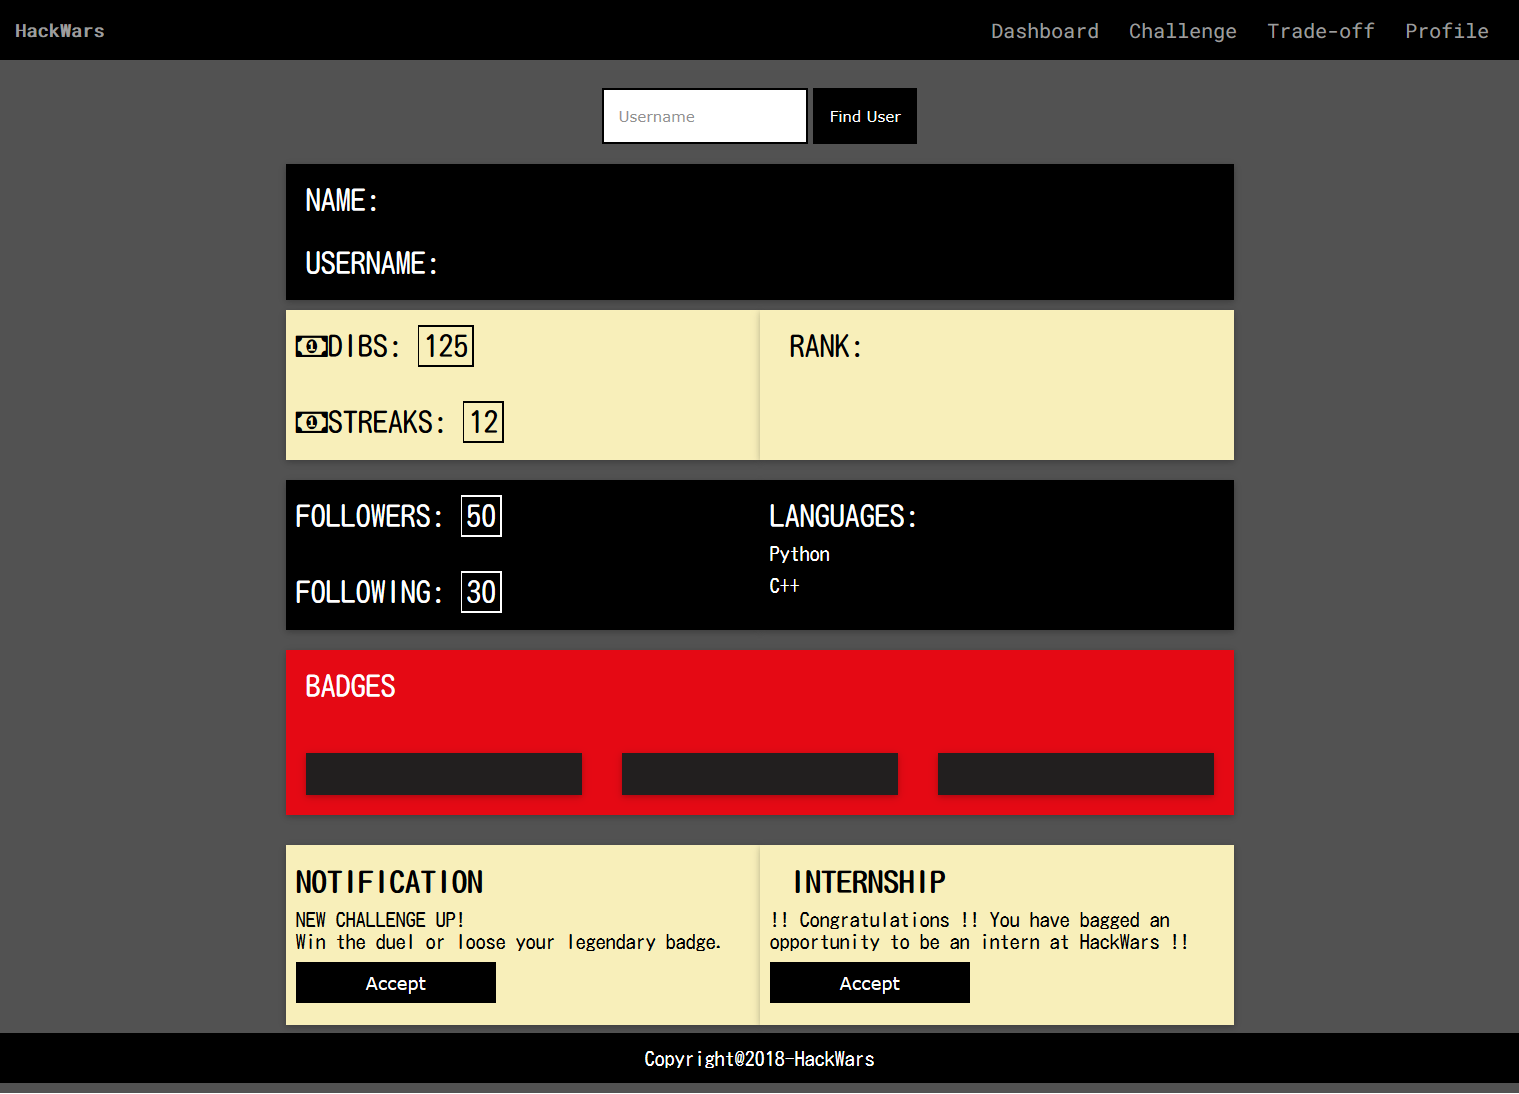 HackWars
Dashboard Challenge Trade-off Profile
Username
Find User
NAME:
USERNAME:
DIBS: 125
STREAKS: 12
RANK:
FOLLOWERS: 50
FOLLOWING: 30
LANGUAGES:
Python
C++
BADGES
NOTIFICATION
NEW CHALLENGE UP!
Win the duel or loose your legendary badge.
Accept
INTERNSHIP
!! Congratulations !! You have bagged an
opportunity to be an intern at HackWars !!
Accept
Copyright@2018-HackWars